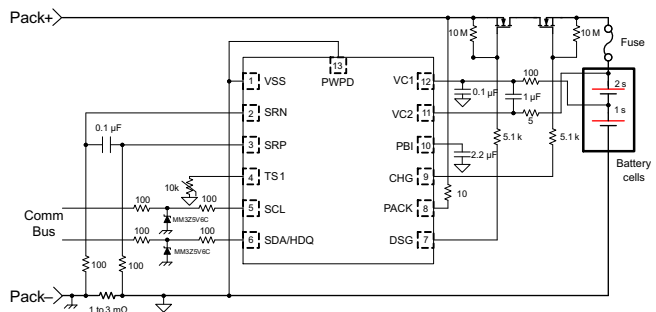 Pack+
10 M
10 M
Fuse
13
PWPD
1
VSS
VC1
12
100
2 s
0.1 µF
1 µF
2
SRN
VC2
11
5
1 s
0.1 µF
3
SRP
PBI
10
5.1 k
5.1 k
2.2 µF
Battery
cells
10k
4
TS1
CHG
9
10
100
100
5
SCL
PACK
8
Comm
Bus
MM3Z5V6C
100
100
6
SDA/HDQ
DSG
7
MM3Z5V6C
100
100
Pack–
1 to 3 mΩ